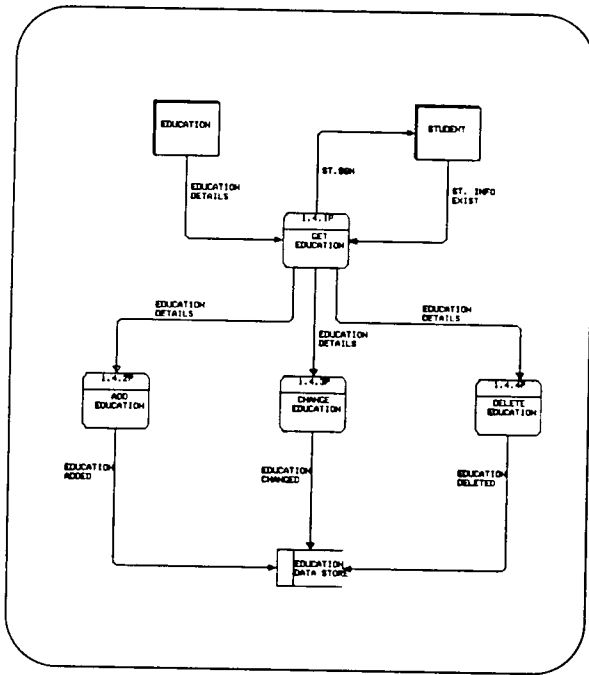 EDUCATION
STUDENT
ST.SSN
EDUCATION
DETAILS
ST. INFO
EXIST
1.4.1P
GET
EDUCATION
EDUCATION
DETAILS
EDUCATION
DETAILS
EDUCATION
DETAILS
1.4.2P
ADD
EDUCATION
1.4.3P
CHANGE
EDUCATION
1.4.4P
DELETE
EDUCATION
EDUCATION
ADDED
EDUCATION
CHANGED
EDUCATION
DELETED
EDUCATION
DATA STORE